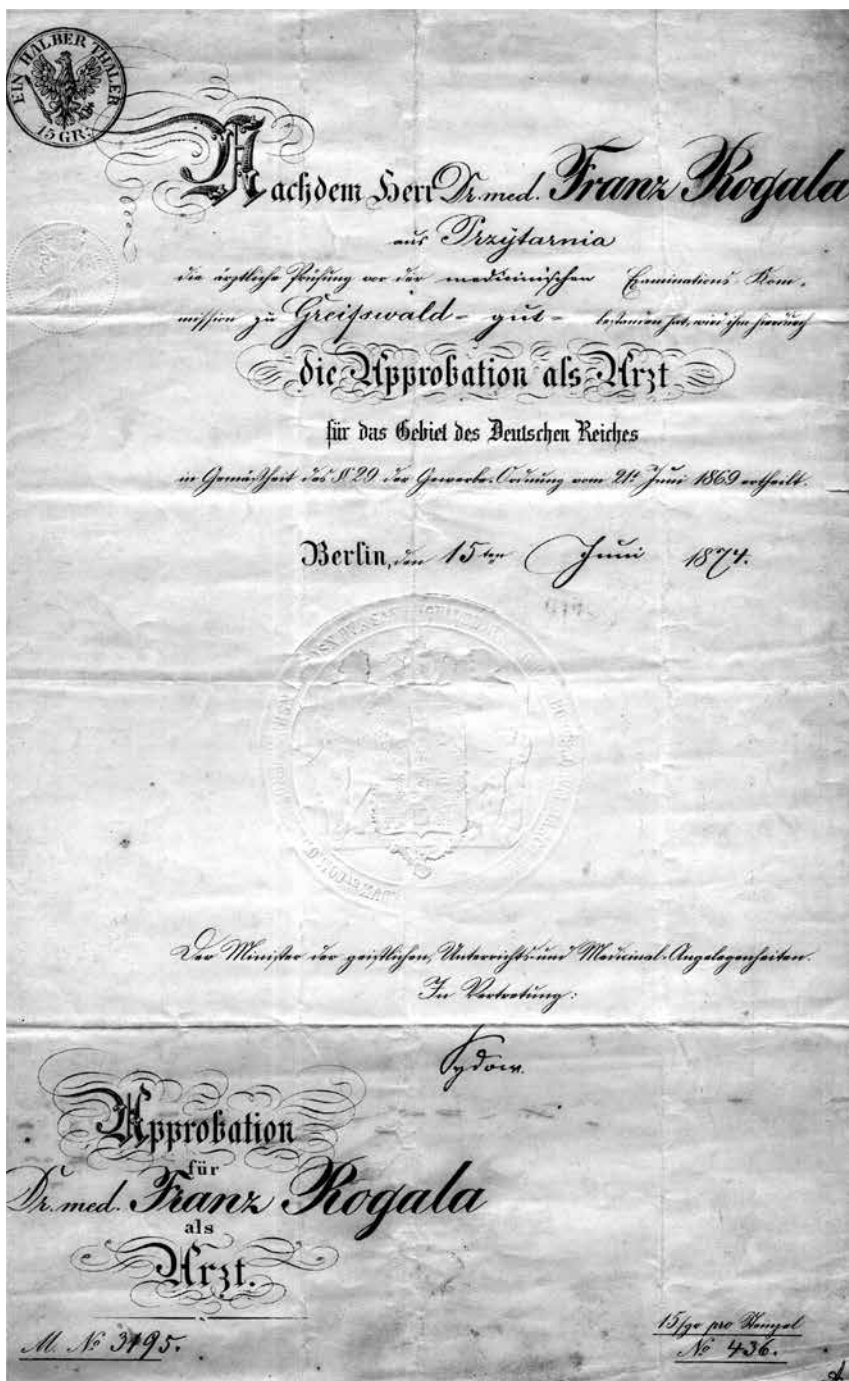 EIN HALBER THALER
15 GR:
Nachdem Herr Dr. med. Franz Rogala
aus Przytarnia
die ärztliche Prüfung vor der medicinischen Examinations-Kom-
mission zu Greifswald - gut - bestanden hat, wird ihm hierdurch
die Approbation als Arzt
für das Gebiet des Deutschen Reiches
in Gemäßheit des § 29 der Gewerbe-Ordnung vom 21t Juni 1869 ertheilt.
Berlin, den 15ten Juni 1874.
Der Minister der geistlichen, Unterrichts- und Medicinal-Angelegenheiten.
In Vertretung:
Sydow.
Approbation
für
Dr. med. Franz Rogala
als
Arzt.
M. No 3195.
15 sgr pro Stempel
No 436.